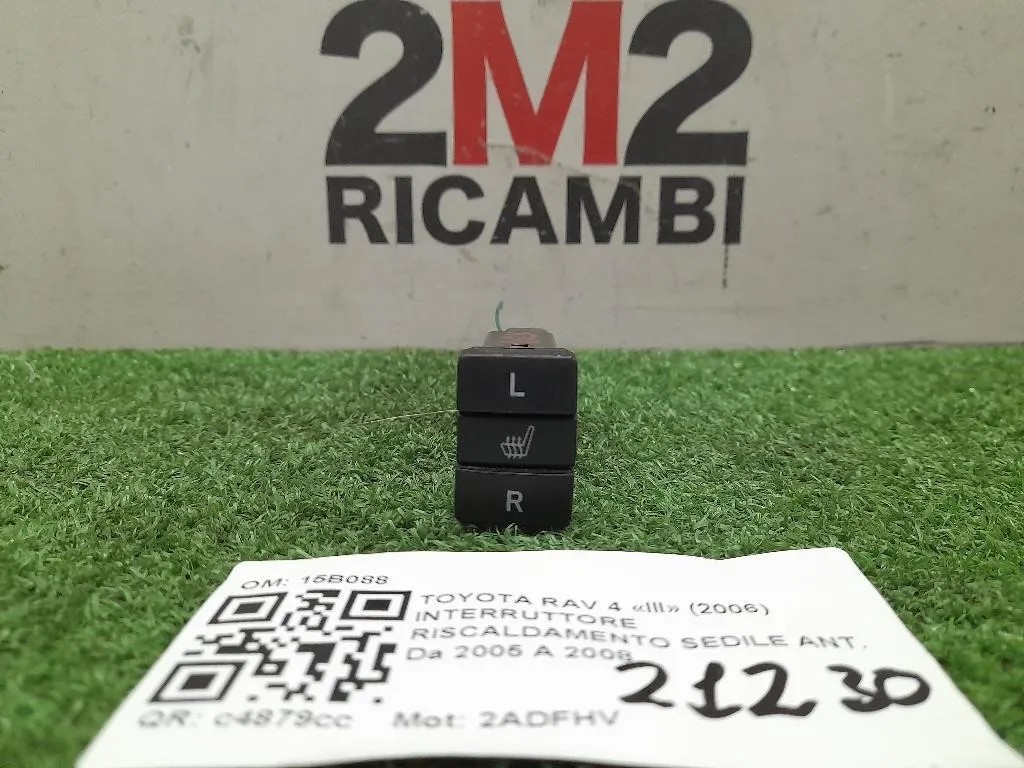 2M2
RICAMBI
L
R
OM: 15B088
TOYOTA RAV 4 «III» (2006)
INTERRUTTORE
RISCALDAMENTO SEDILE ANT.
Da 2005 A 2008
21230
QR: c4879cc Mot: 2ADFHV